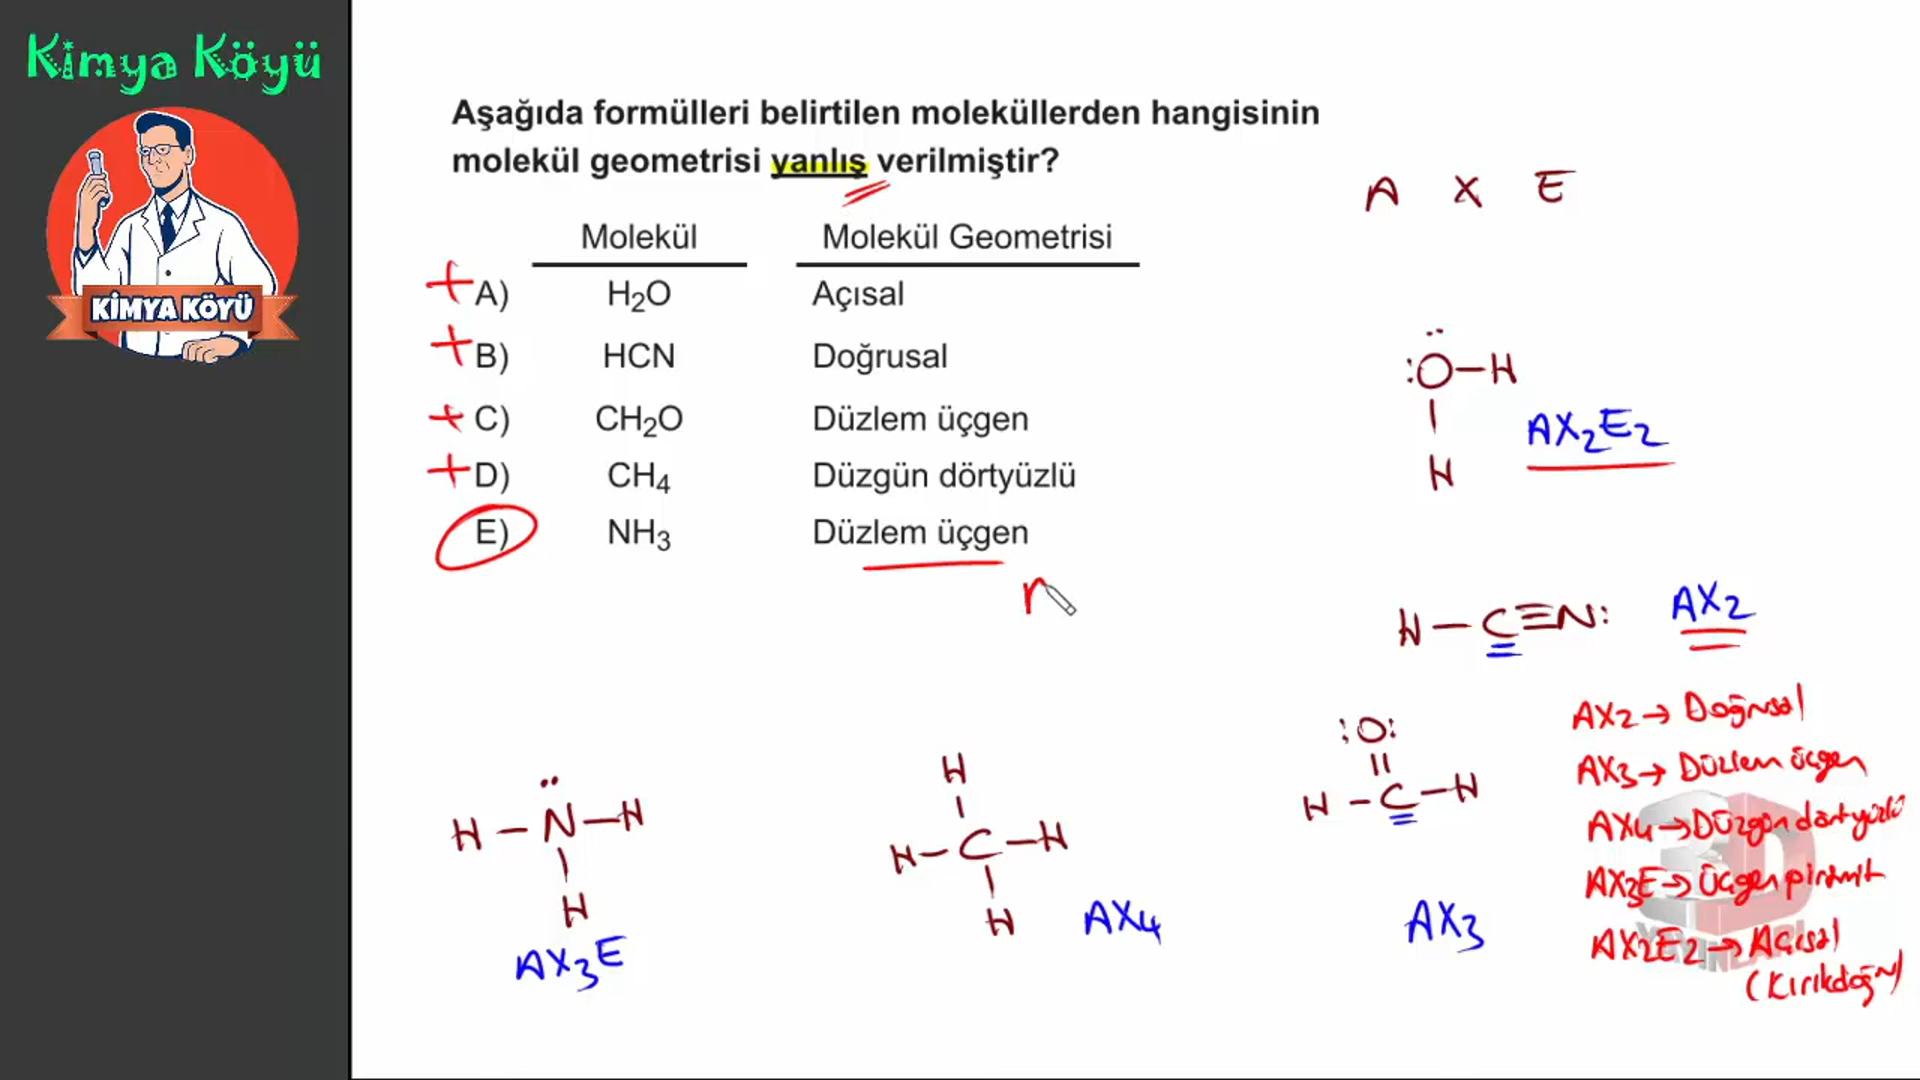 Kimya Köyü
KİMYA KÖYÜ
Aşağıda formülleri belirtilen moleküllerden hangisinin
molekül geometrisi yanlış verilmiştir?
Molekül Molekül Geometrisi
A) H₂O Açısal
B) HCN Doğrusal
C) CH₂O Düzlem üçgen
D) CH₄ Düzgün dörtyüzlü
E) NH₃ Düzlem üçgen
A X E
:O–H
H
AX₂E₂
H–C≡N: AX₂
:O:
H–C–H
AX₃
H
H–C–H
H
AX₄
H–N–H
H
AX₃E
AX₂→Doğrusal
AX₃→Düzlem üçgen
AX₄→Düzgün dörtyüzlü
AX₃E→Üçgen piramit
AX₂E₂→Açısal
(Kırıkdoğru)
3D
YAYINLARI